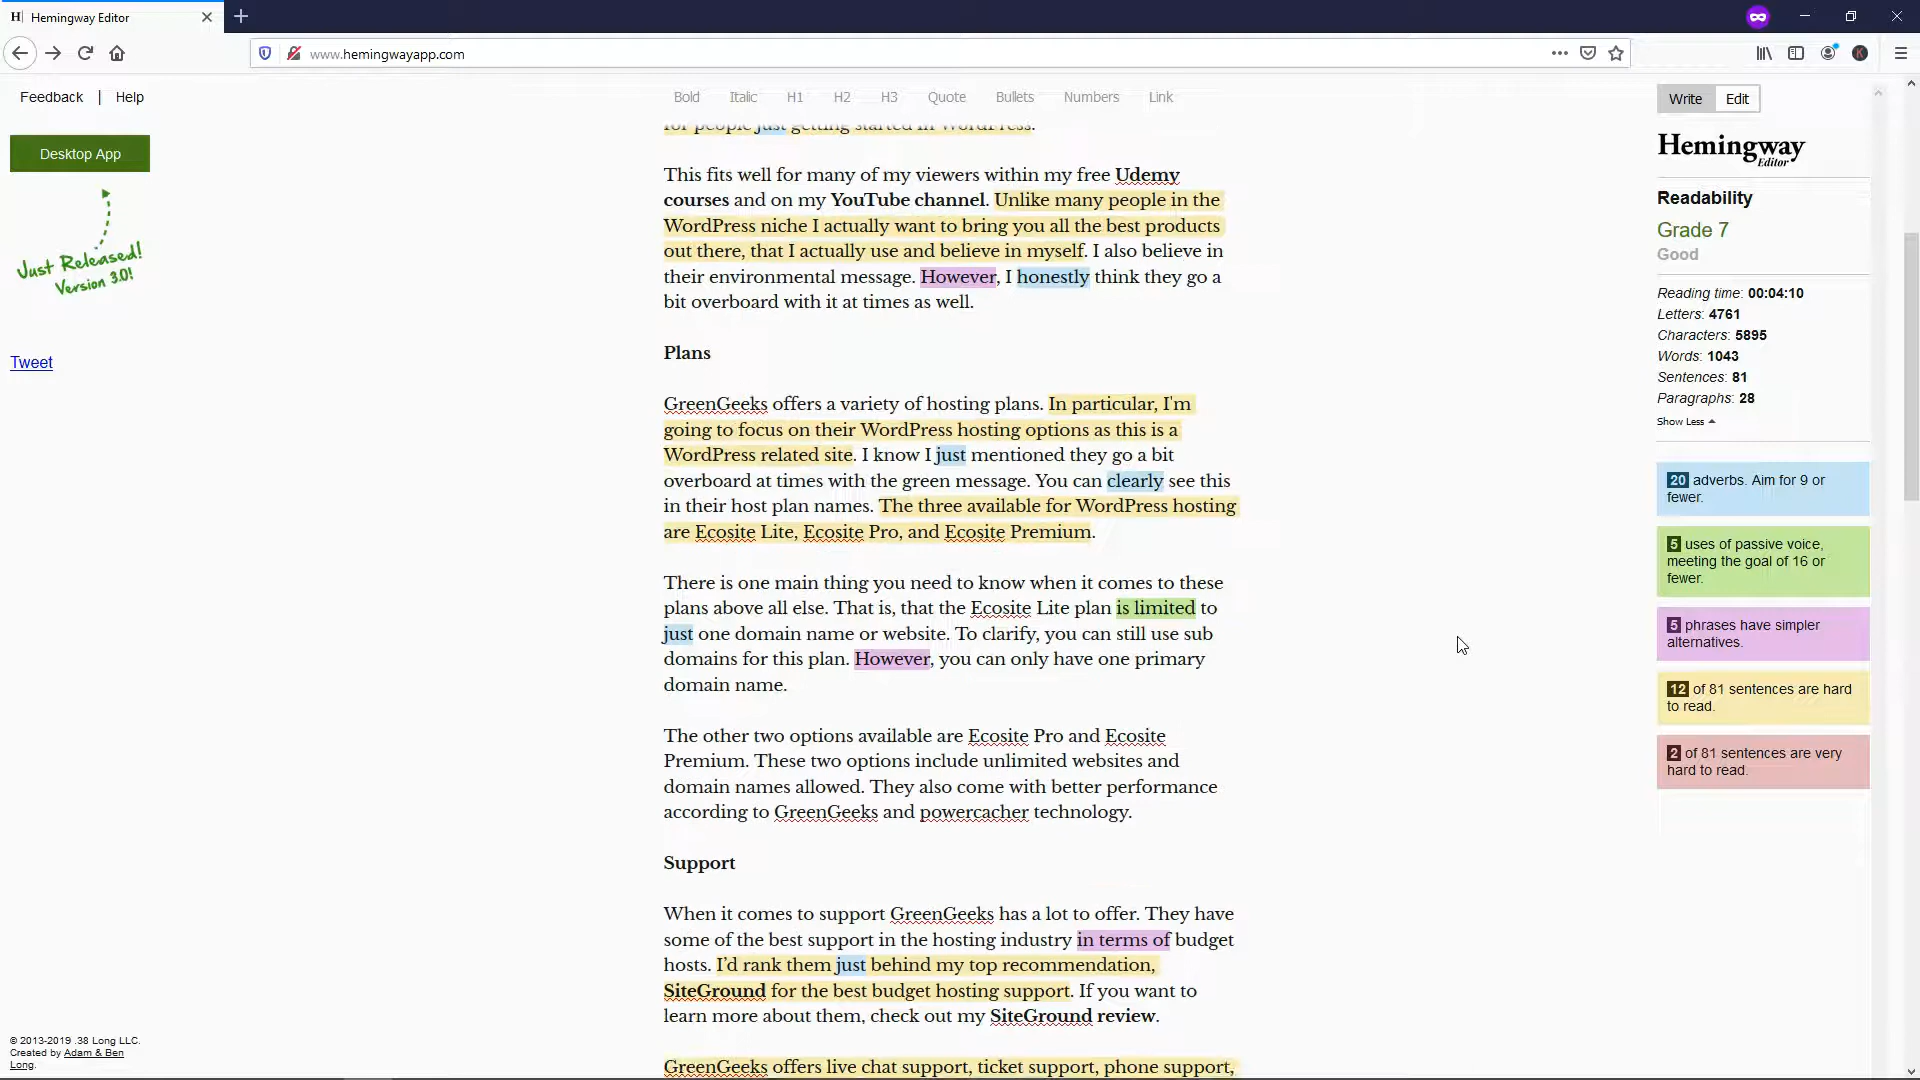 Hemingway Editor
www.hemingwayapp.com
Feedback | Help
Bold Italic H1 H2 H3 Quote Bullets Numbers Link
Write Edit
Desktop App
Just Released!
Version 3.0!
Tweet
for people just getting started in WordPress.
This fits well for many of my viewers within my free Udemy
courses and on my YouTube channel. Unlike many people in the
WordPress niche I actually want to bring you all the best products
out there, that I actually use and believe in myself. I also believe in
their environmental message. However, I honestly think they go a
bit overboard with it at times as well.
Plans
GreenGeeks offers a variety of hosting plans. In particular, I'm
going to focus on their WordPress hosting options as this is a
WordPress related site. I know I just mentioned they go a bit
overboard at times with the green message. You can clearly see this
in their host plan names. The three available for WordPress hosting
are Ecosite Lite, Ecosite Pro, and Ecosite Premium.
There is one main thing you need to know when it comes to these
plans above all else. That is, that the Ecosite Lite plan is limited to
just one domain name or website. To clarify, you can still use sub
domains for this plan. However, you can only have one primary
domain name.
The other two options available are Ecosite Pro and Ecosite
Premium. These two options include unlimited websites and
domain names allowed. They also come with better performance
according to GreenGeeks and powercacher technology.
Support
When it comes to support GreenGeeks has a lot to offer. They have
some of the best support in the hosting industry in terms of budget
hosts. I’d rank them just behind my top recommendation,
SiteGround for the best budget hosting support. If you want to
learn more about them, check out my SiteGround review.
GreenGeeks offers live chat support, ticket support, phone support,
Hemingway
Editor
Readability
Grade 7
Good
Reading time: 00:04:10
Letters: 4761
Characters: 5895
Words: 1043
Sentences: 81
Paragraphs: 28
Show Less
20 adverbs. Aim for 9 or
fewer.
5 uses of passive voice,
meeting the goal of 16 or
fewer.
5 phrases have simpler
alternatives.
12 of 81 sentences are hard
to read.
2 of 81 sentences are very
hard to read.
© 2013-2019 .38 Long LLC.
Created by Adam & Ben
Long.